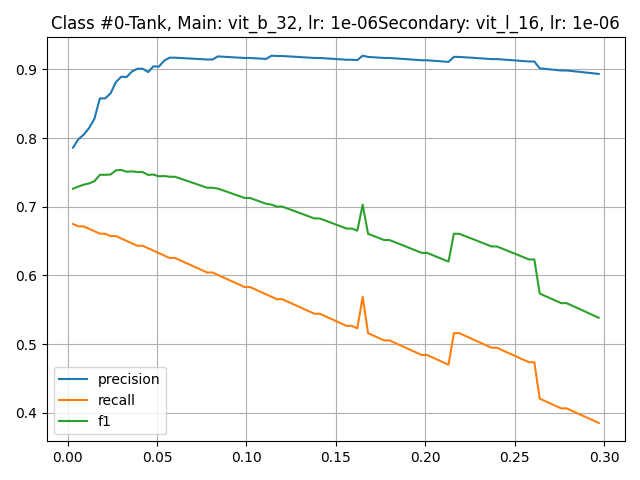 Class #0-Tank, Main: vit_b_32, lr: 1e-06Secondary: vit_l_16, lr: 1e-06
0.9
0.8
0.7
0.6
0.5
0.4
precision
recall
f1
0.00 0.05 0.10 0.15 0.20 0.25 0.30